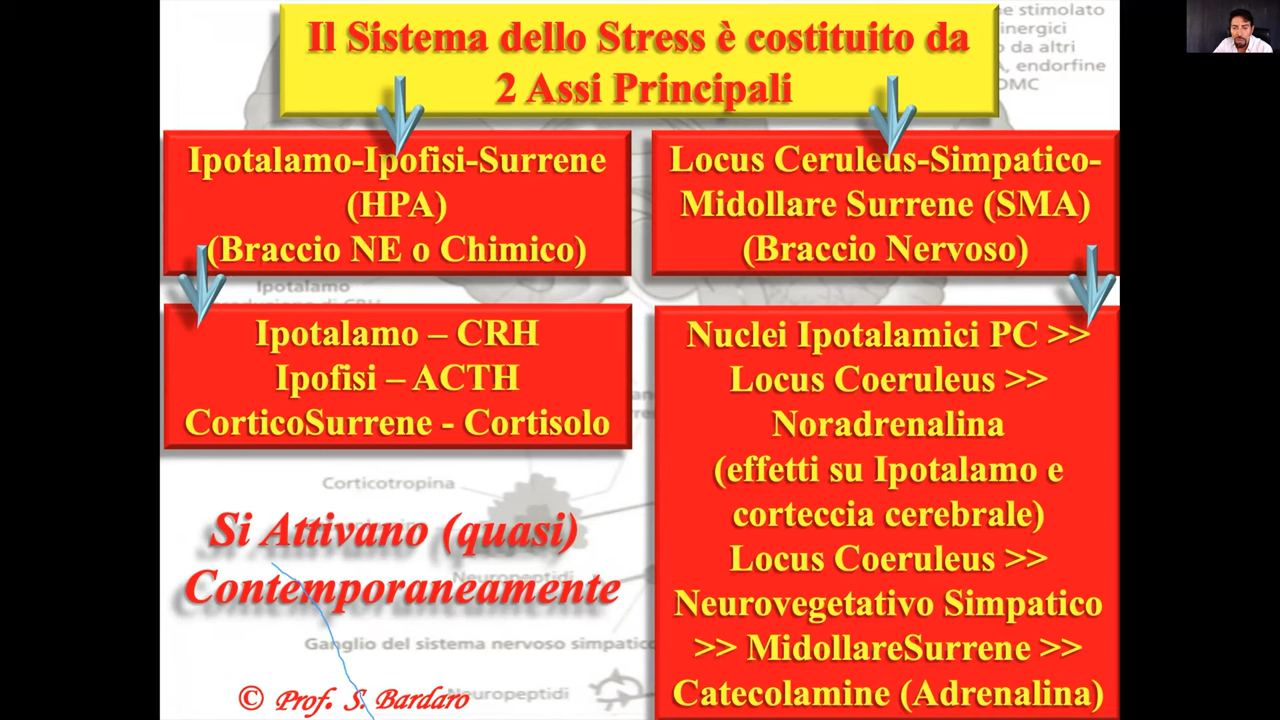 Il Sistema dello Stress è costituito da
2 Assi Principali
e stimolato
inergici
o da altri
, endorfine
OMC
Ipotalamo-Ipofisi-Surrene
(HPA)
(Braccio NE o Chimico)
Locus Ceruleus-Simpatico-
Midollare Surrene (SMA)
(Braccio Nervoso)
Ipotalamo
Ipotalamo – CRH
Ipofisi – ACTH
CorticoSurrene - Cortisolo
Nuclei Ipotalamici PC >>
Locus Coeruleus >>
Noradrenalina
(effetti su Ipotalamo e
corteccia cerebrale)
Locus Coeruleus >>
Neurovegetativo Simpatico
>> MidollareSurrene >>
Catecolamine (Adrenalina)
Corticotropina
Si Attivano (quasi)
Neuropeptidi
Contemporaneamente
Ganglio del sistema nervoso simpatico
Neuropeptidi
© Prof. S. Bardaro